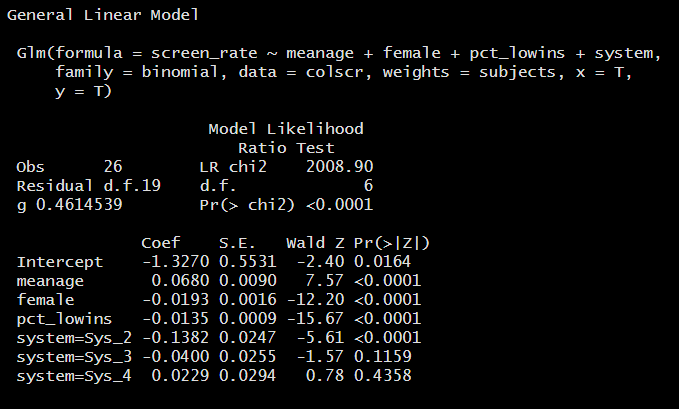 General Linear Model
Glm(formula = screen_rate ~ meanage + female + pct_lowins + system,
family = binomial, data = colscr, weights = subjects, x = T,
y = T)
Model Likelihood
Ratio Test
Obs 26 LR chi2 2008.90
Residual d.f.19 d.f. 6
g 0.4614539 Pr(> chi2) <0.0001
Coef S.E. Wald Z Pr(>|Z|)
Intercept -1.3270 0.5531 -2.40 0.0164
meanage 0.0680 0.0090 7.57 <0.0001
female -0.0193 0.0016 -12.20 <0.0001
pct_lowins -0.0135 0.0009 -15.67 <0.0001
system=Sys_2 -0.1382 0.0247 -5.61 <0.0001
system=Sys_3 -0.0400 0.0255 -1.57 0.1159
system=Sys_4 0.0229 0.0294 0.78 0.4358